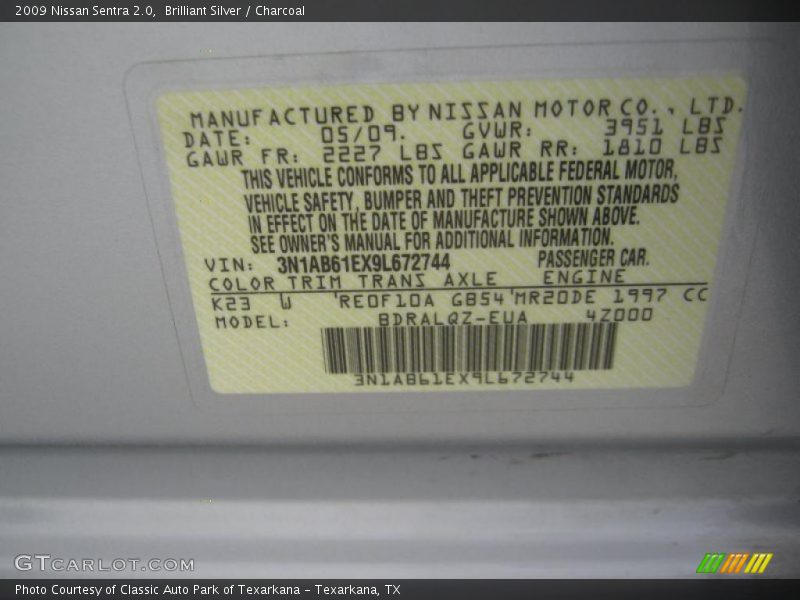 2009 Nissan Sentra 2.0,  Brilliant Silver / Charcoal
MANUFACTURED BY NISSAN MOTOR CO., LTD.
DATE: 05/09. GVWR: 3951 LBS
GAWR FR: 2227 LBS GAWR RR: 1810 LBS
THIS VEHICLE CONFORMS TO ALL APPLICABLE FEDERAL MOTOR,
VEHICLE SAFETY, BUMPER AND THEFT PREVENTION STANDARDS
IN EFFECT ON THE DATE OF MANUFACTURE SHOWN ABOVE.
SEE OWNER'S MANUAL FOR ADDITIONAL INFORMATION.
VIN: 3N1AB61EX9L672744 PASSENGER CAR.
COLOR TRIM TRANS AXLE ENGINE
K23 W 'RE0F10A GB54'MR20DE 1997 CC
MODEL: BDRALQZ-EUA 4Z000
3N1AB61EX9L672744
GTCARLOT.COM
Photo Courtesy of Classic Auto Park of Texarkana – Texarkana, TX